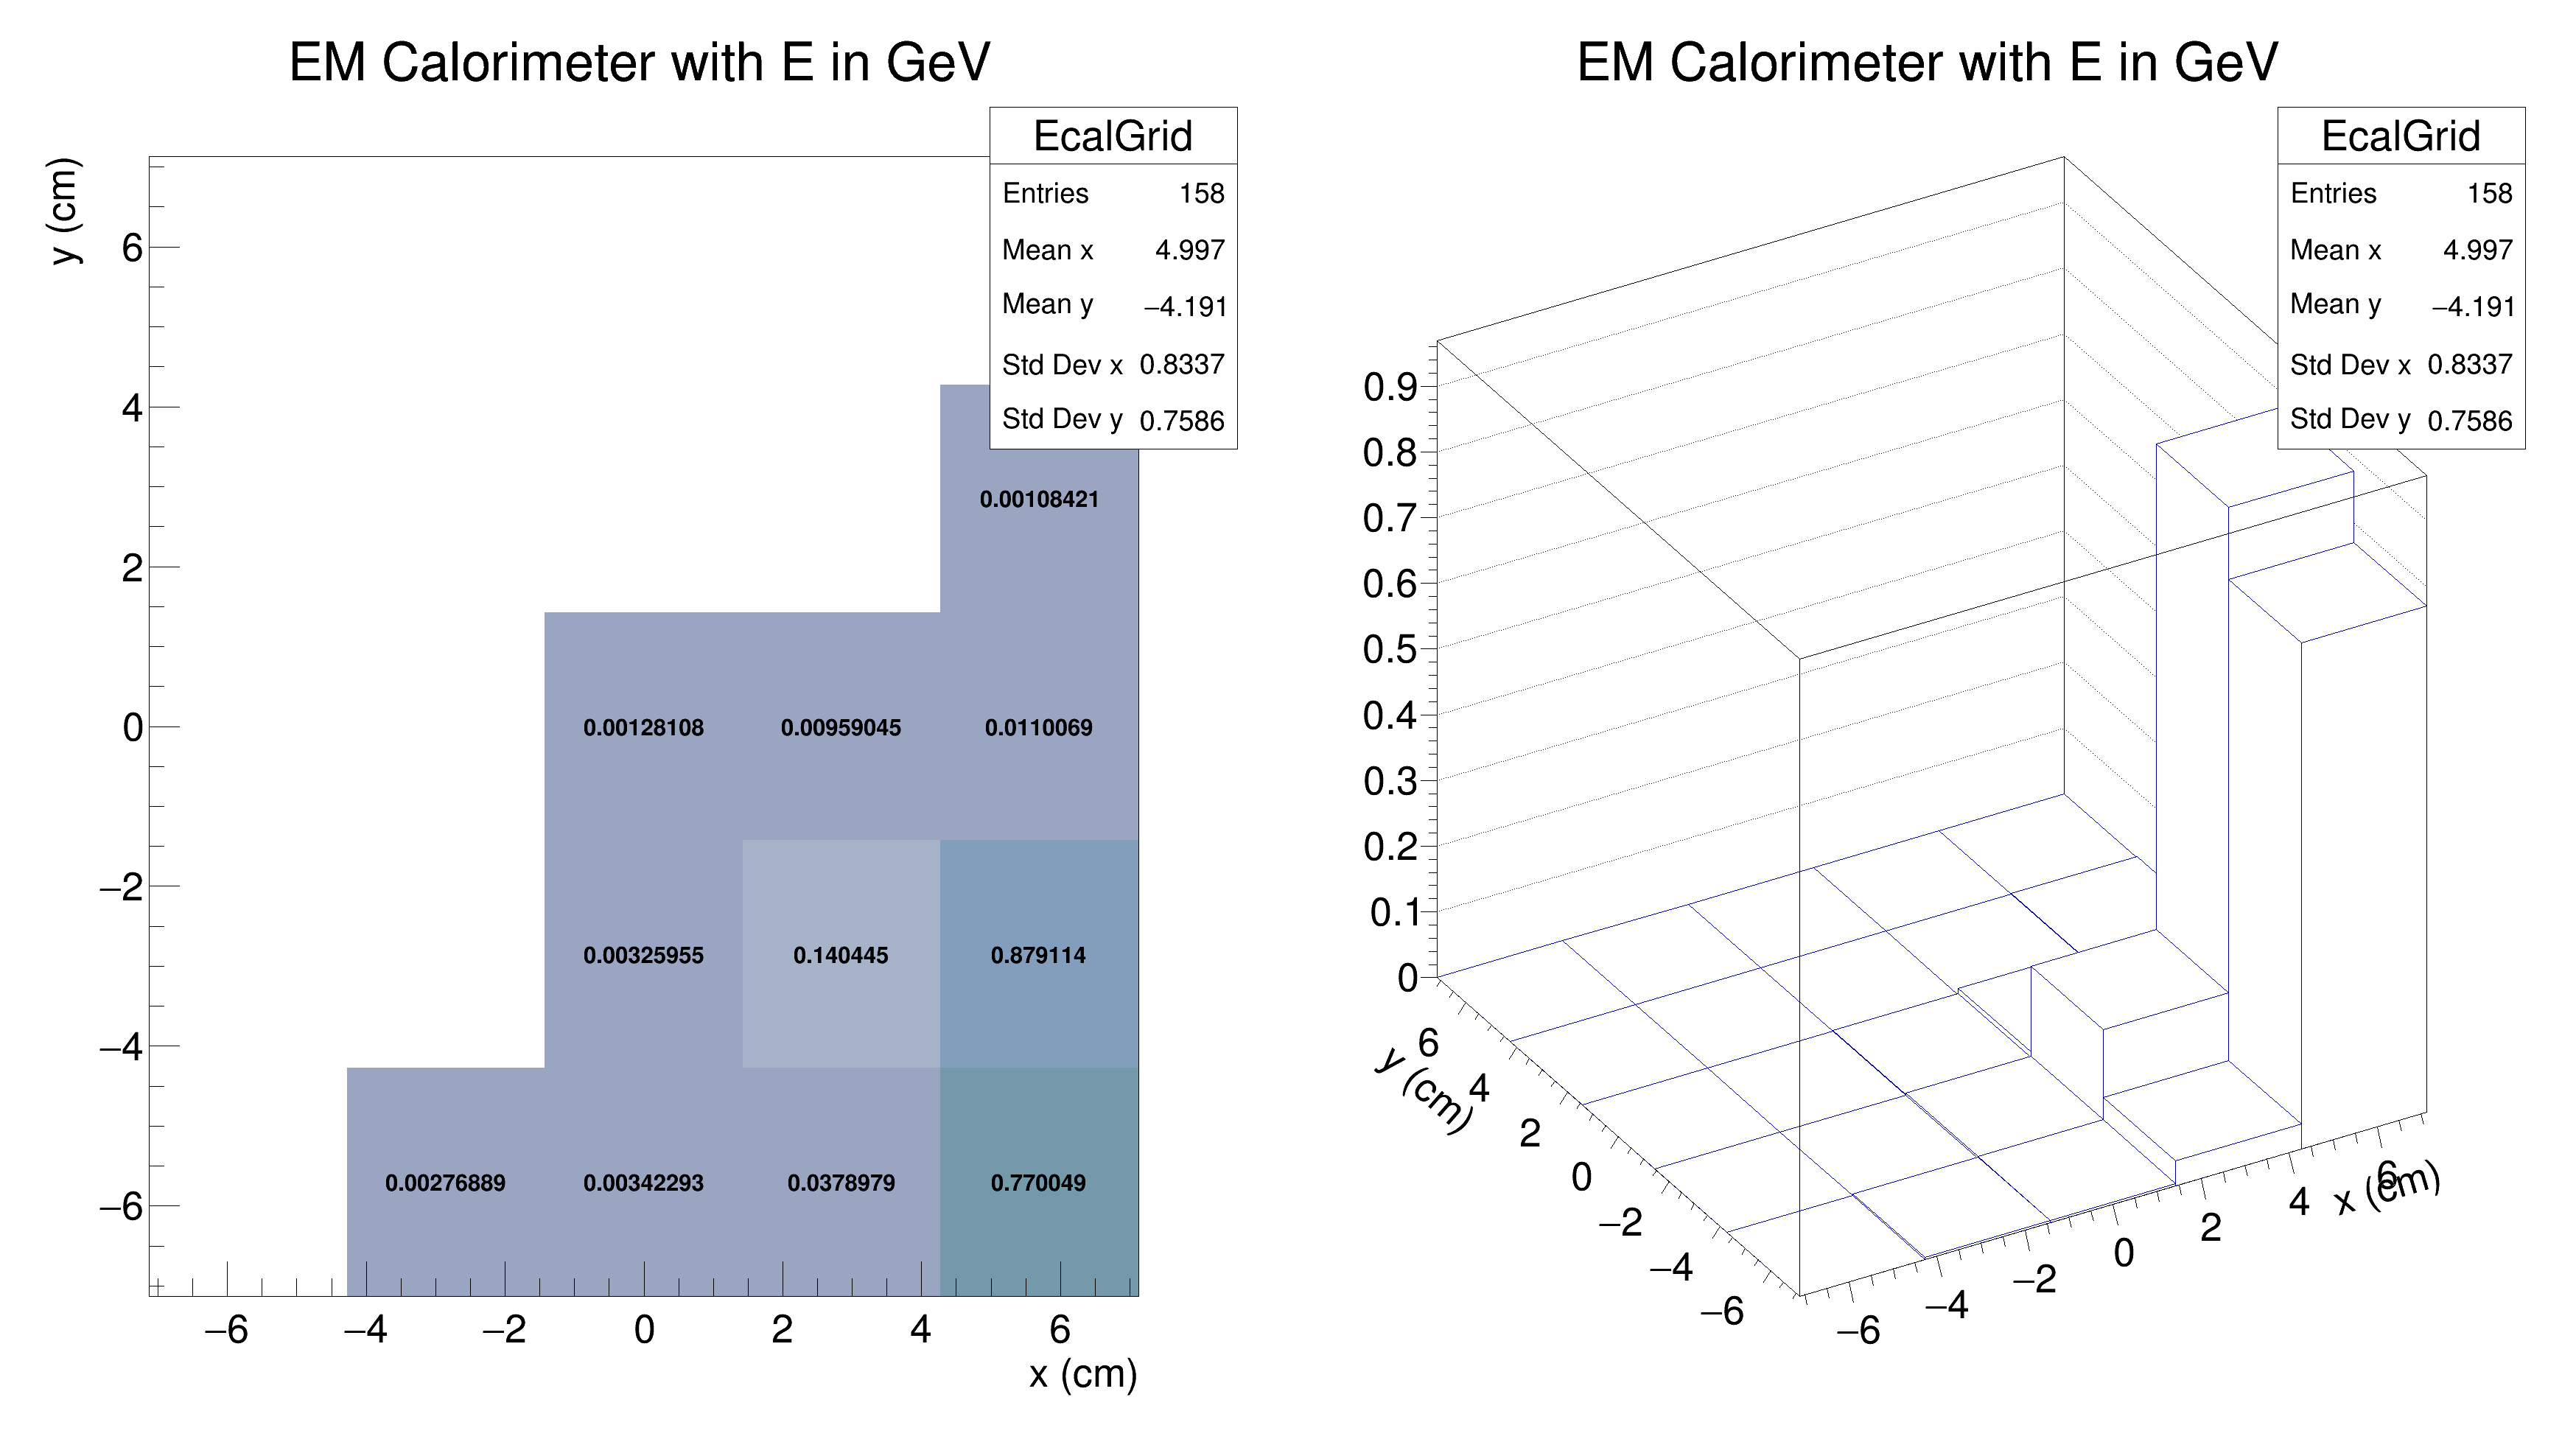 EM Calorimeter with E in GeV
EcalGrid
Entries 158
Mean x 4.997
Mean y −4.191
Std Dev x 0.8337
Std Dev y 0.7586
y (cm)
6
4
2
0
−2
−4
−6
0.00108421
0.00128108 0.00959045 0.0110069
0.00325955 0.140445 0.879114
0.00276889 0.00342293 0.0378979 0.770049
−6 −4 −2 0 2 4 6
x (cm)
EM Calorimeter with E in GeV
EcalGrid
Entries 158
Mean x 4.997
Mean y −4.191
Std Dev x 0.8337
Std Dev y 0.7586
0.9
0.8
0.7
0.6
0.5
0.4
0.3
0.2
0.1
0
6
4
2
0
−2
−4
−6
y (cm)
−6
−4
−2
0
2
4
6
x (cm)